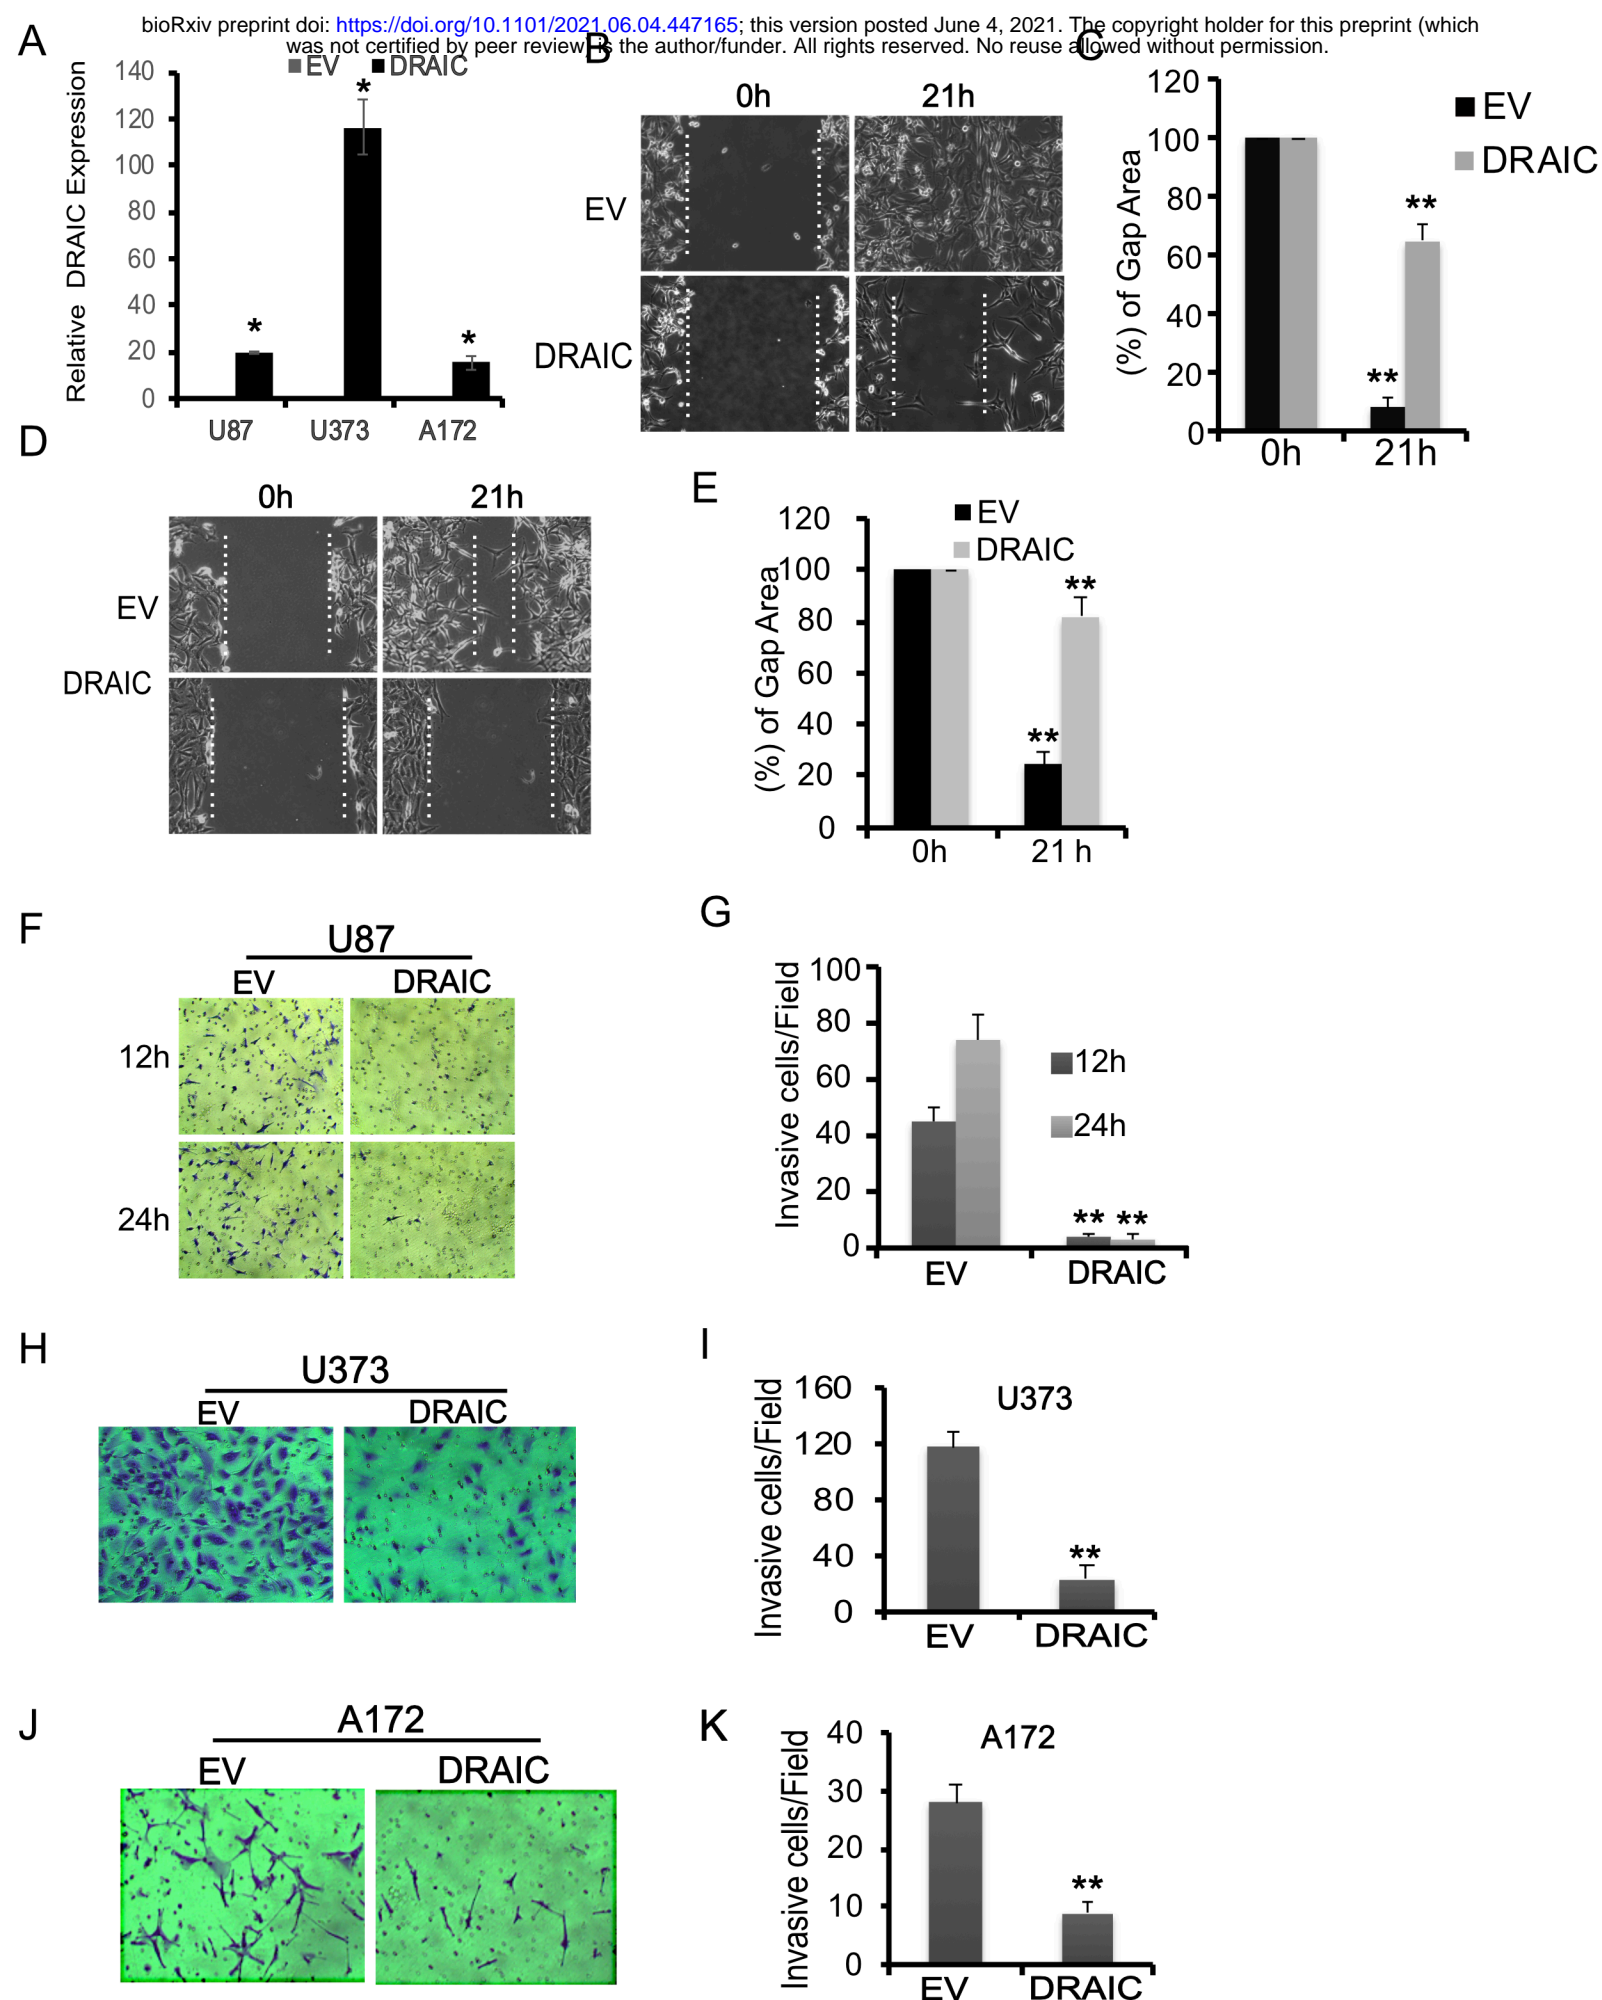 bioRxiv preprint doi: https://doi.org/10.1101/2021.06.04.447165; this version posted June 4, 2021. The copyright holder for this preprint (which
was not certified by peer review) is the author/funder. All rights reserved. No reuse allowed without permission.
A
EV DRAIC
Relative DRAIC Expression
140
120
100
80
60
40
20
0
*
*
*
U87 U373 A172
B
0h 21h
EV
DRAIC
C
EV
DRAIC
(%) of Gap Area
120
100
80
60
40
20
0
**
**
0h 21h
D
0h 21h
EV
DRAIC
E
EV
DRAIC
(%) of Gap Area
120
100
80
60
40
20
0
**
**
0h 21 h
F
U87
EV DRAIC
12h
24h
G
Invasive cells/Field
100
80
60
40
20
0
12h
24h
** **
EV DRAIC
H
U373
EV DRAIC
I
U373
Invasive cells/Field
160
120
80
40
0
**
EV DRAIC
J
A172
EV DRAIC
K
A172
Invasive cells/Field
40
30
20
10
0
**
EV DRAIC